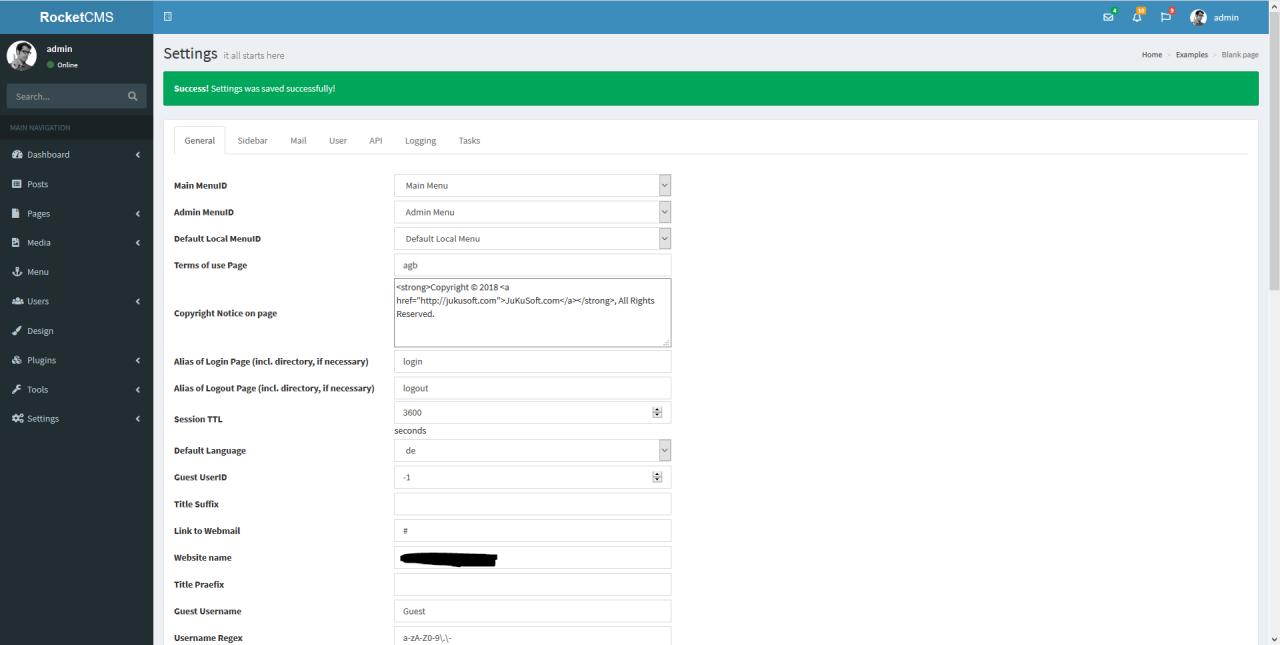 RocketCMS
4
10
9
admin
admin
Online
Search...
MAIN NAVIGATION
Dashboard
Posts
Pages
Media
Menu
Users
Design
Plugins
Tools
Settings
Settings it all starts here
Home > Examples > Blank page
Success! Settings was saved successfully!
General Sidebar Mail User API Logging Tasks
Main MenuID Main Menu
Admin MenuID Admin Menu
Default Local MenuID Default Local Menu
Terms of use Page agb
Copyright Notice on page
<strong>Copyright © 2018 <a
href="http://jukusoft.com">JuKuSoft.com</a></strong>, All Rights
Reserved.
Alias of Login Page (incl. directory, if necessary) login
Alias of Logout Page (incl. directory, if necessary) logout
Session TTL 3600
seconds
Default Language de
Guest UserID -1
Title Suffix
Link to Webmail #
Website name
Title Praefix
Guest Username Guest
Username Regex a-zA-Z0-9\.\-